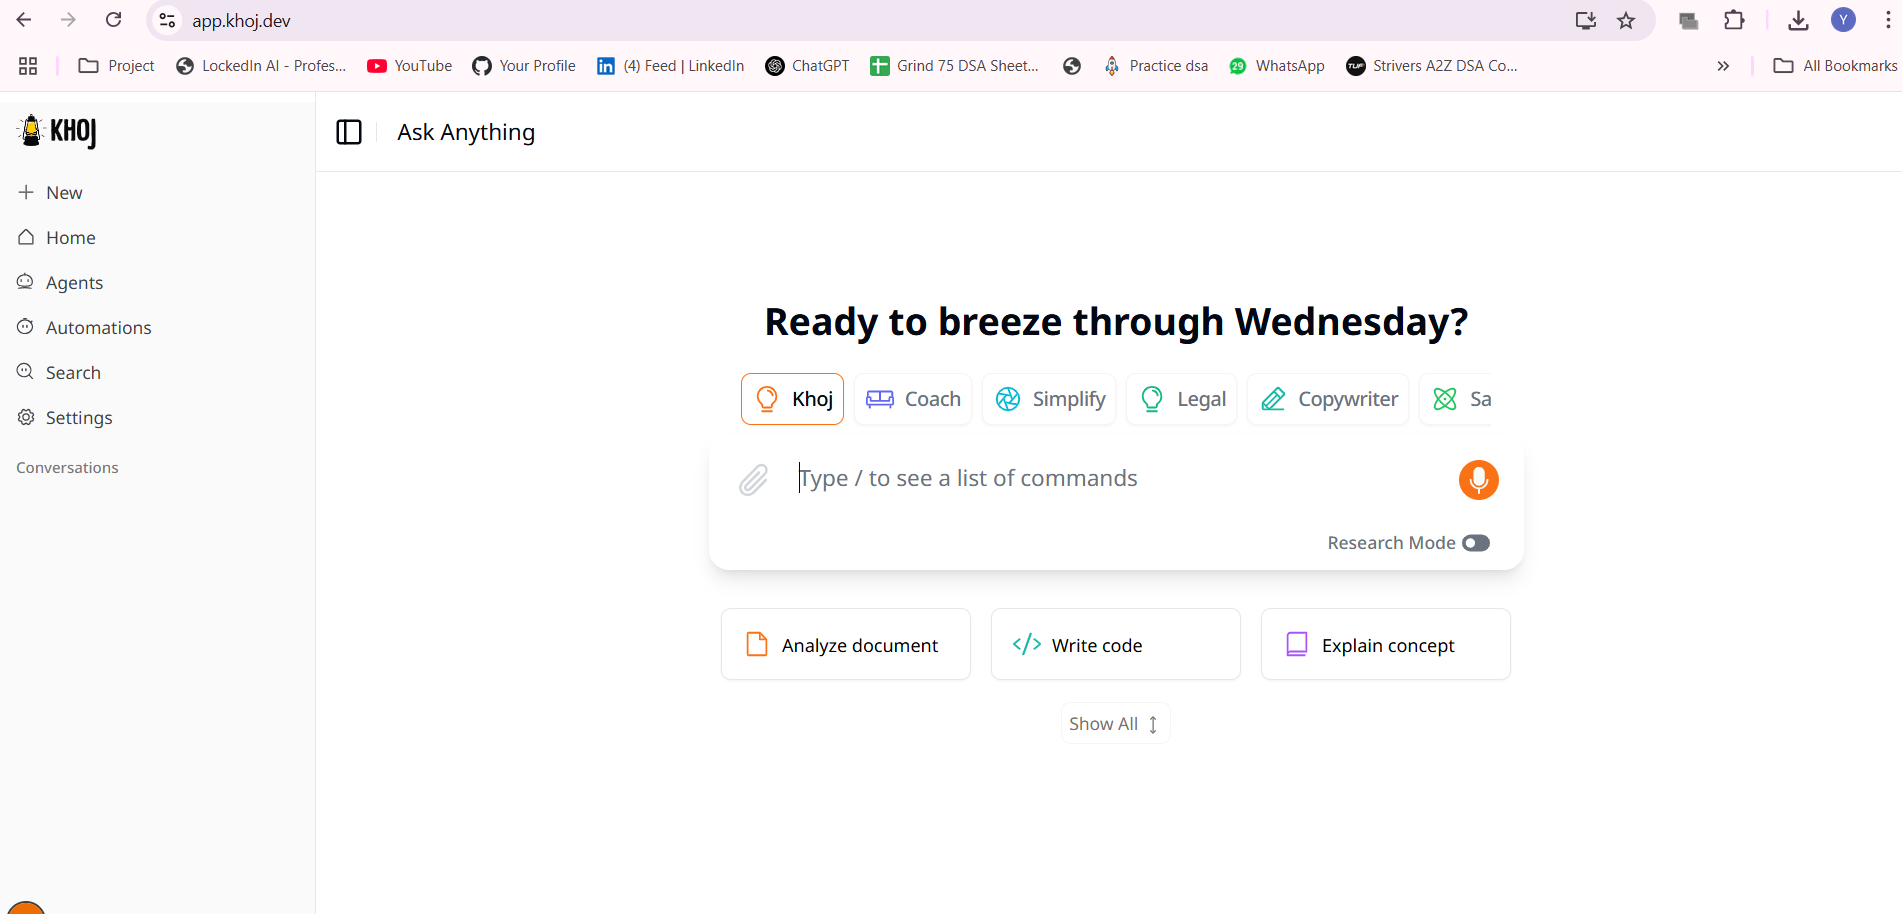 app.khoj.dev
Y
Project
LockedIn AI - Profes...
YouTube
Your Profile
(4) Feed | LinkedIn
ChatGPT
Grind 75 DSA Sheet...
Practice dsa
29
WhatsApp
TUF
Strivers A2Z DSA Co...
All Bookmarks
KHOJ
Ask Anything
New
Home
Agents
Automations
Search
Settings
Conversations
Ready to breeze through Wednesday?
Khoj
Coach
Simplify
Legal
Copywriter
Sa
Type / to see a list of commands
Research Mode
Analyze document
Write code
Explain concept
Show All